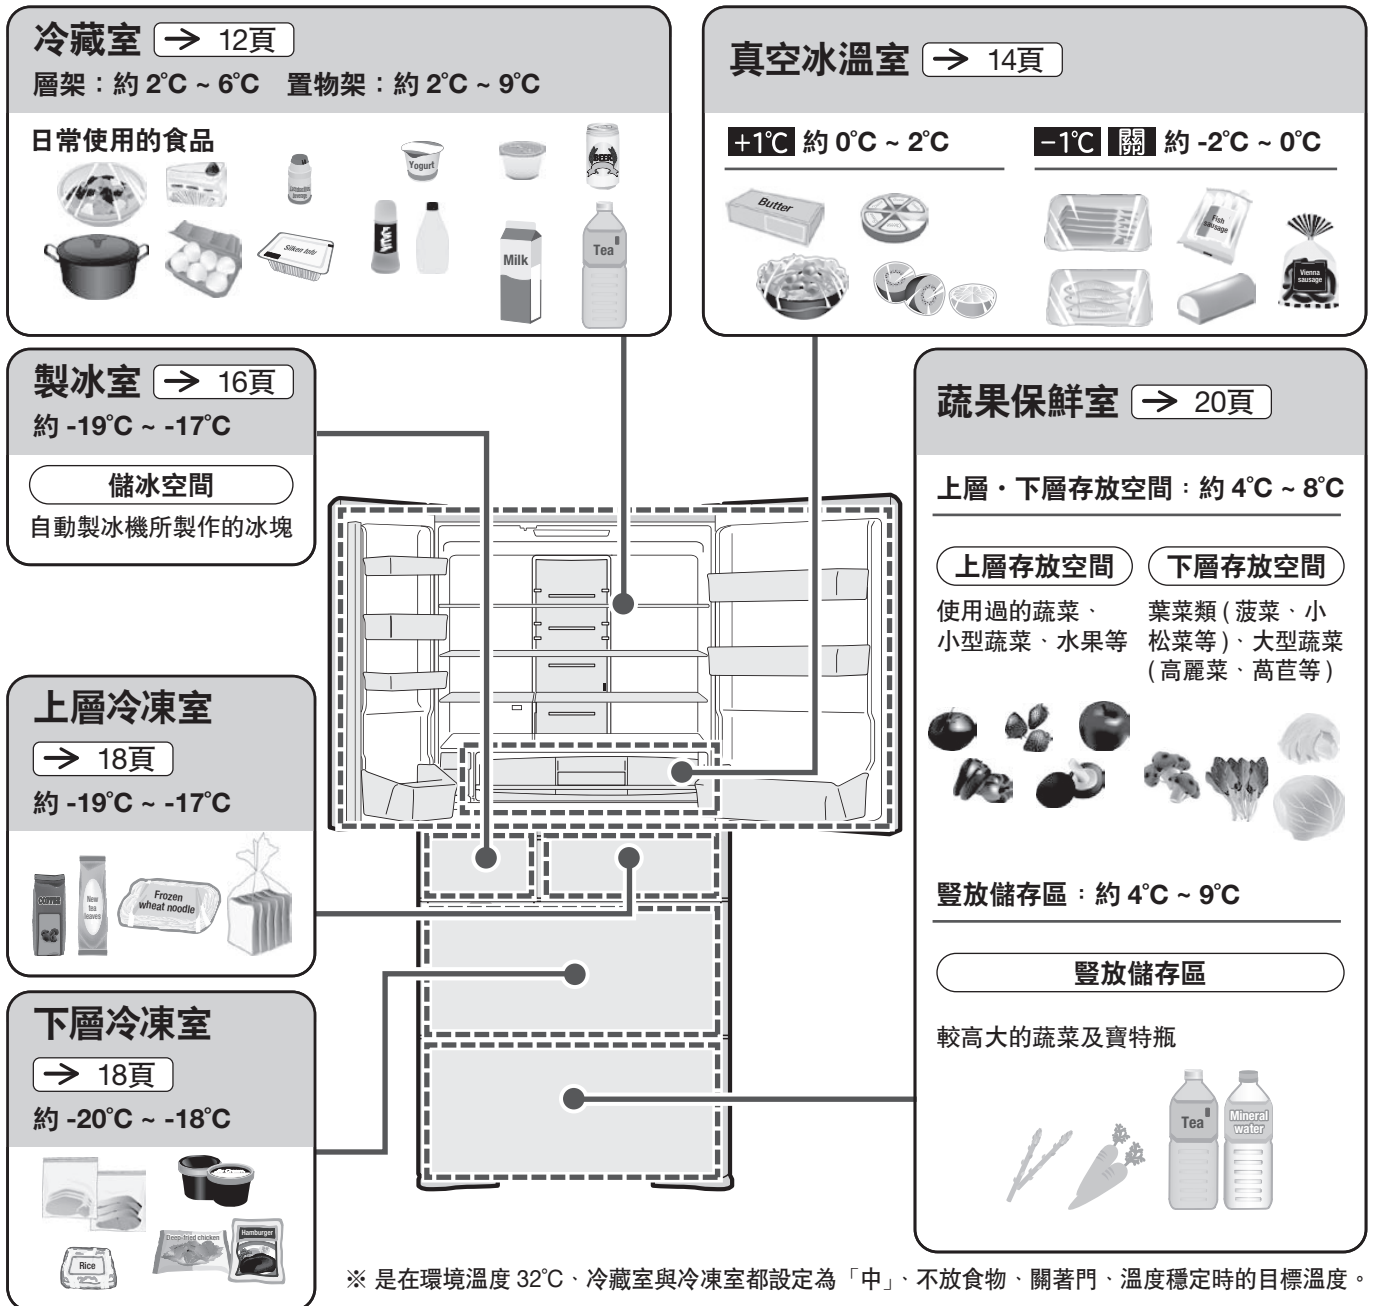 冷藏室 → 12頁
層架：約 2°C ~ 6°C 置物架：約 2°C ~ 9°C
日常使用的食品
Yogurt
BEER
Silken tofu
Milk
Tea
真空冰溫室 → 14頁
+1°C 約 0°C ~ 2°C
Butter
−1°C 關 約 -2°C ~ 0°C
Fish
sausage
Vienna
sausage
製冰室 → 16頁
約 -19°C ~ -17°C
儲冰空間
自動製冰機所製作的冰塊
上層冷凍室
→ 18頁
約 -19°C ~ -17°C
COFFEE
New
tea
leaves
Frozen
wheat noodle
下層冷凍室
→ 18頁
約 -20°C ~ -18°C
Rice
Deep-fried chicken
Hamburger
蔬果保鮮室 → 20頁
上層・下層存放空間：約 4°C ~ 8°C
上層存放空間
使用過的蔬菜、
小型蔬菜、水果等
下層存放空間
葉菜類 ( 菠菜、小
松菜等 )、大型蔬菜
( 高麗菜、萵苣等 )
豎放儲存區：約 4°C ~ 9°C
豎放儲存區
較高大的蔬菜及寶特瓶
Tea
Mineral
water
※ 是在環境溫度 32°C、冷藏室與冷凍室都設定為「中」、不放食物、關著門、溫度穩定時的目標溫度。